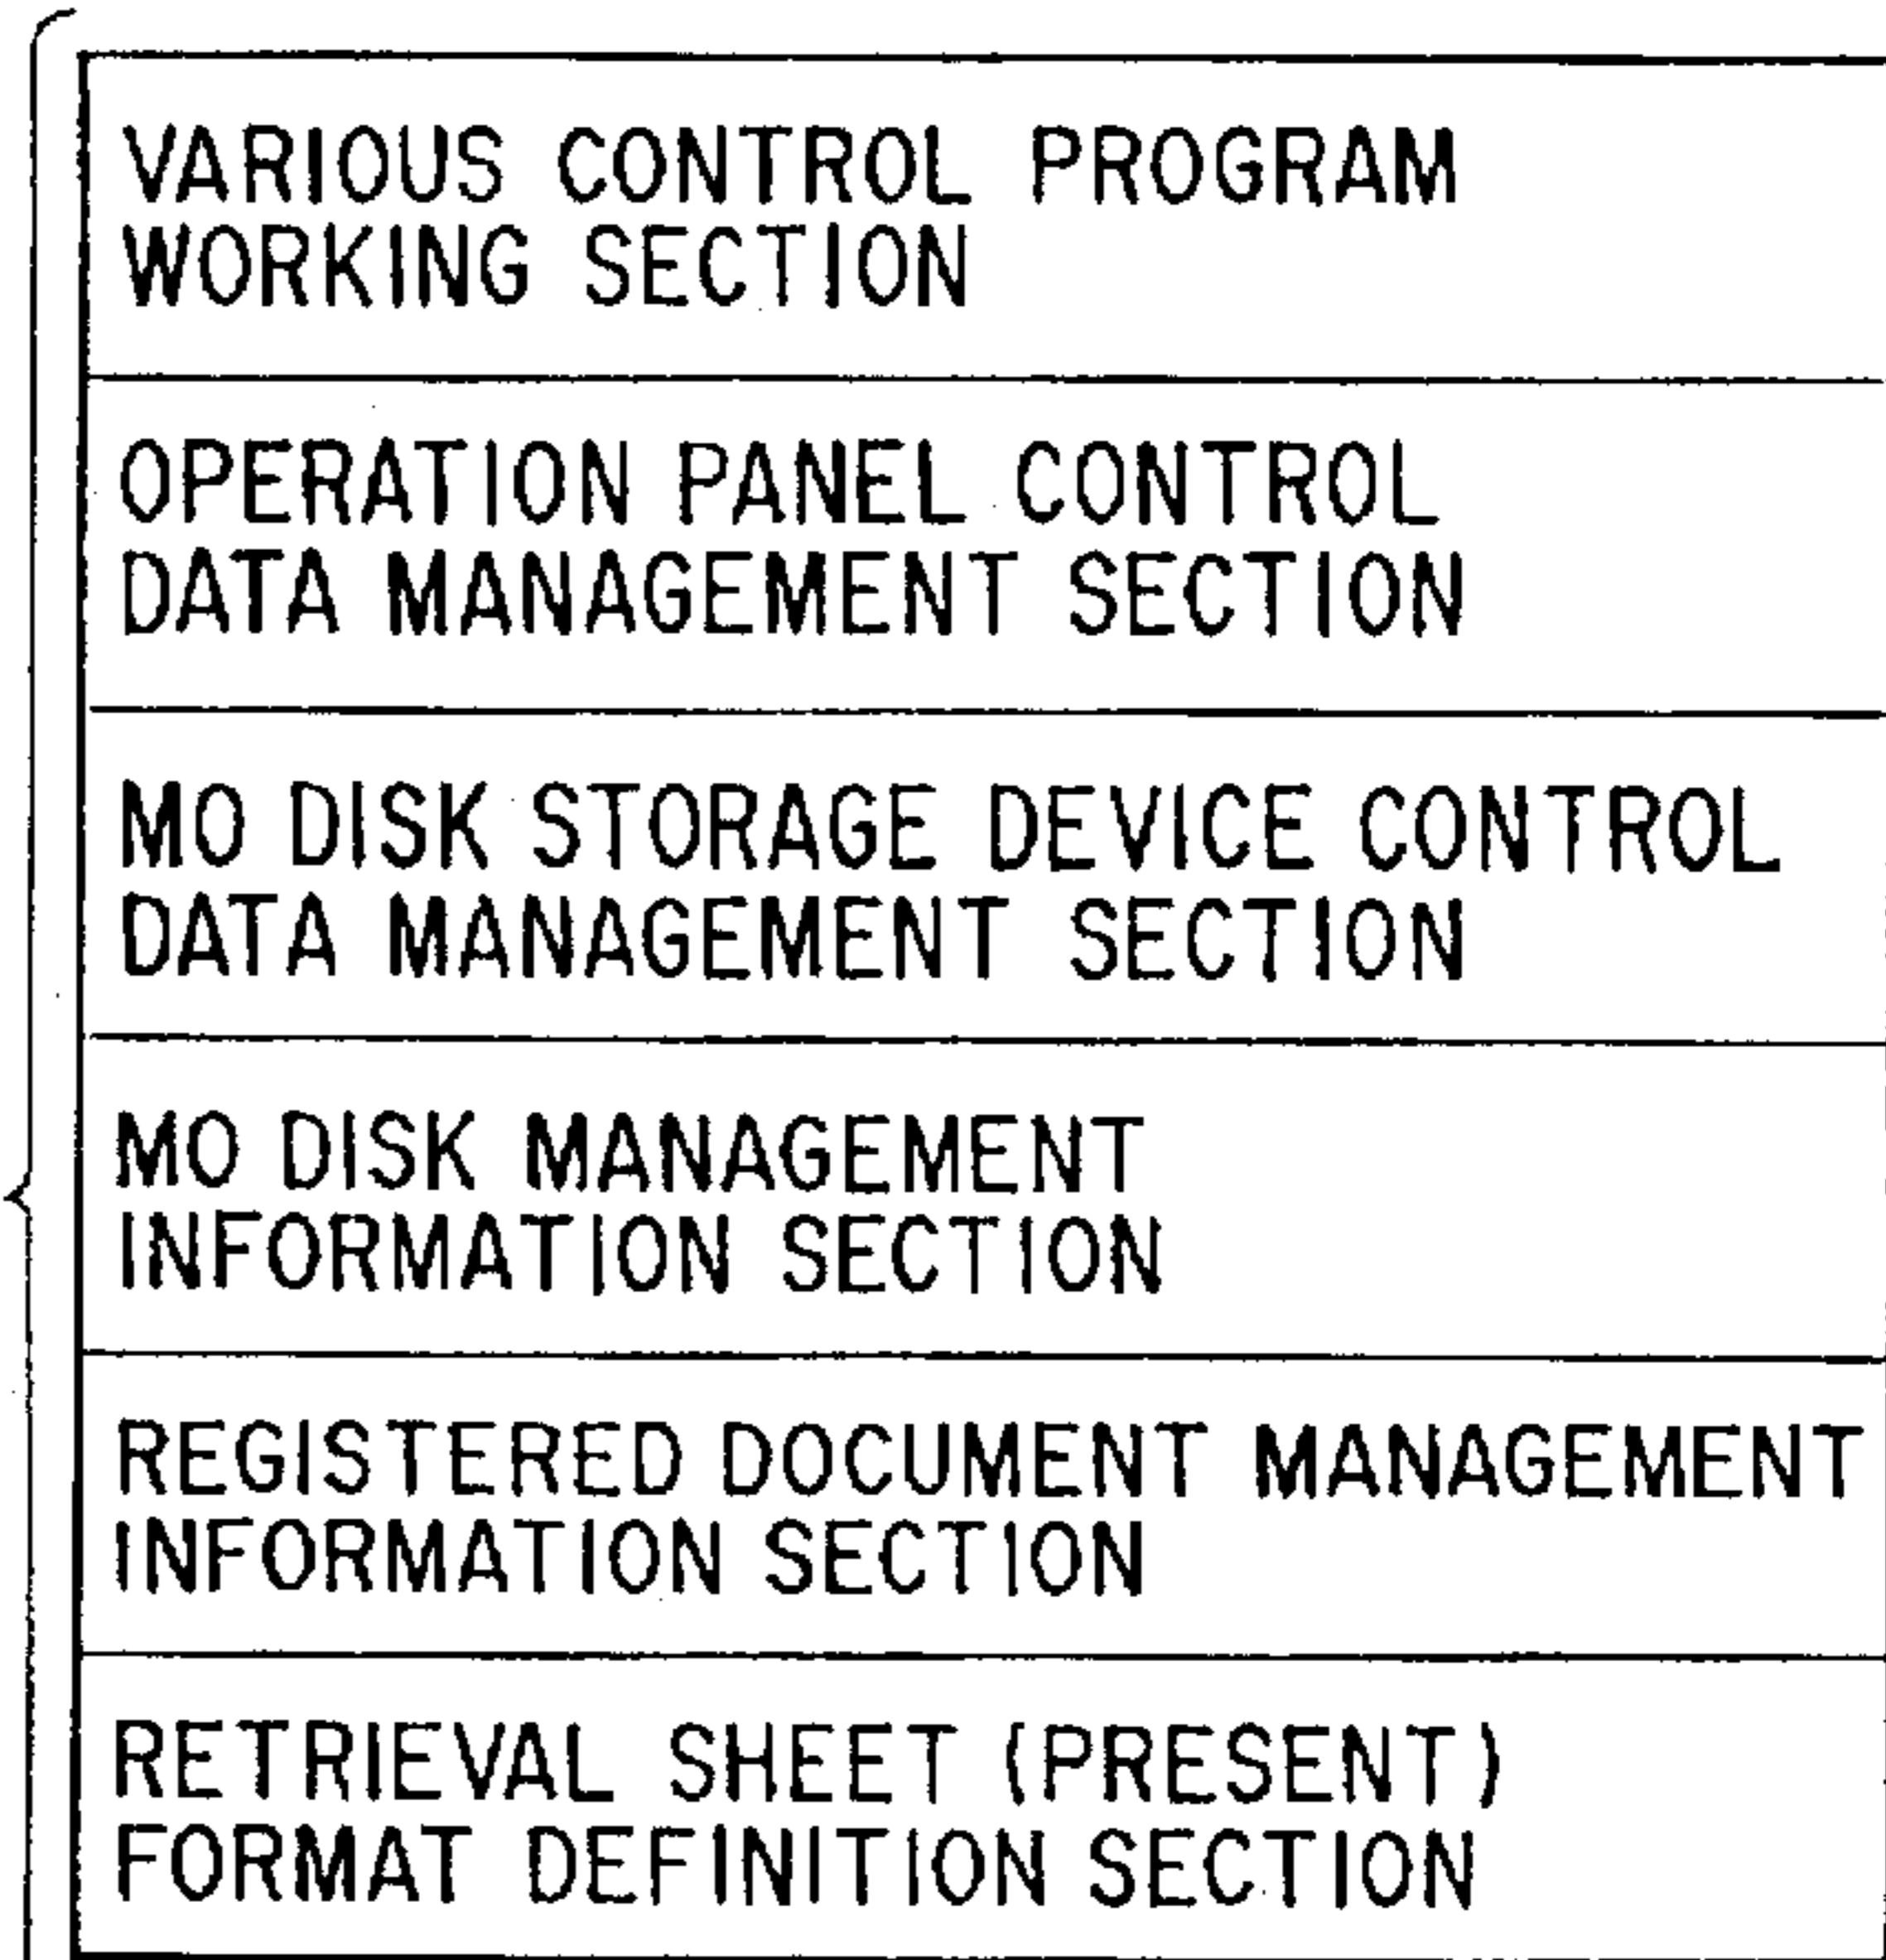 VARIOUS CONTROL PROGRAM
WORKING SECTION
OPERATION PANEL CONTROL
DATA MANAGEMENT SECTION
MO DISK STORAGE DEVICE CONTROL
DATA MANAGEMENT SECTION
MO DISK MANAGEMENT
INFORMATION SECTION
REGISTERED DOCUMENT MANAGEMENT
INFORMATION SECTION
RETRIEVAL SHEET (PRESENT)
FORMAT DEFINITION SECTION